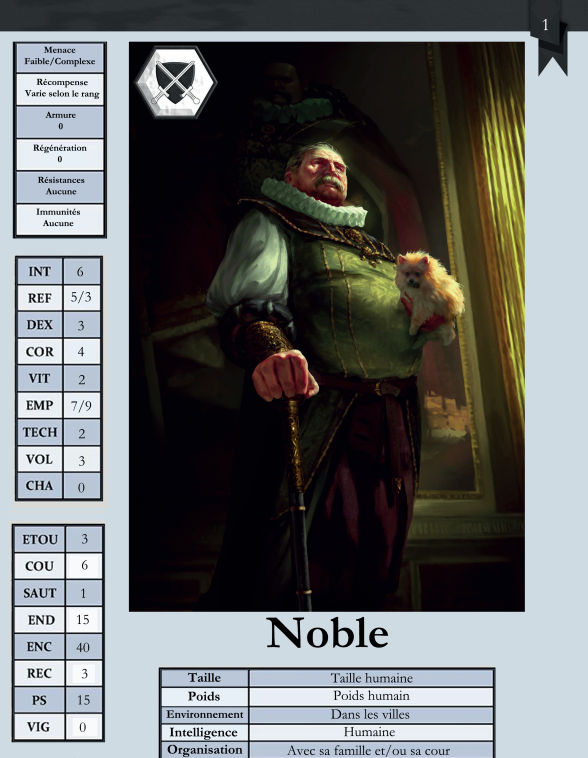 1
Menace
Faible/Complexe
Récompense
Varie selon le rang
Armure
0
Régénération
0
Résistances
Aucune
Immunités
Aucune
INT 6
REF 5/3
DEX 3
COR 4
VIT 2
EMP 7/9
TECH 2
VOL 3
CHA 0
ETOU 3
COU 6
SAUT 1
END 15
ENC 40
REC 3
PS 15
VIG 0
Noble
Taille Taille humaine
Poids Poids humain
Environnement Dans les villes
Intelligence Humaine
Organisation Avec sa famille et/ou sa cour